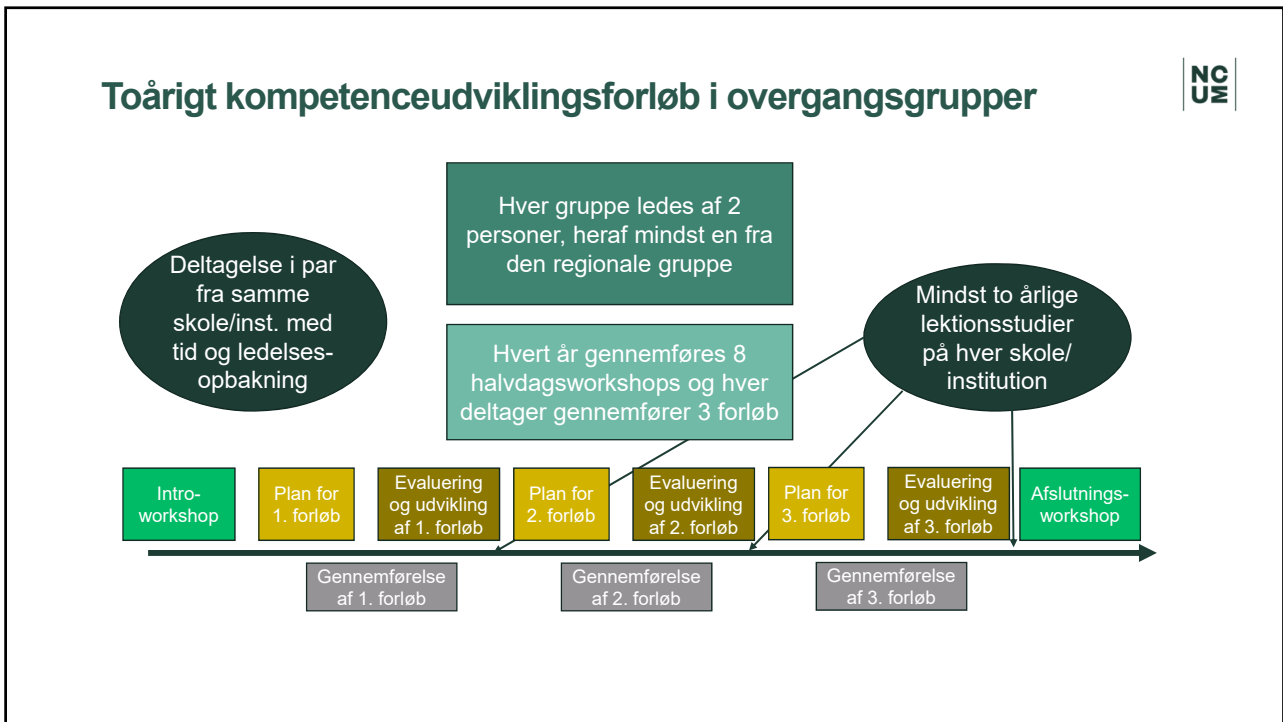 Toårigt kompetenceudviklingsforløb i overgangsgrupper
NC
UM
Hver gruppe ledes af 2
personer, heraf mindst en fra
den regionale gruppe
Deltagelse i par
fra samme
skole/inst. med
tid og ledelses-
opbakning
Mindst to årlige
lektionsstudier
på hver skole/
institution
Hvert år gennemføres 8
halvdagsworkshops og hver
deltager gennemfører 3 forløb
Intro-
workshop
Plan for
1. forløb
Evaluering
og udvikling
af 1. forløb
Plan for
2. forløb
Evaluering
og udvikling
af 2. forløb
Plan for
3. forløb
Evaluering
og udvikling
af 3. forløb
Afslutnings-
workshop
Gennemførelse
af 1. forløb
Gennemførelse
af 2. forløb
Gennemførelse
af 3. forløb